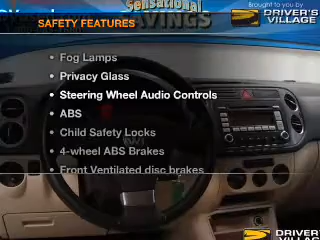 Brought to you by
Sensational
SAVINGS
DRIVER'S
VILLAGE
SAFETY FEATURES
Fog Lamps
Privacy Glass
Steering Wheel Audio Controls
ABS
Child Safety Locks
4-wheel ABS Brakes
Front Ventilated disc brakes
DRIVER'S
VILLAGE